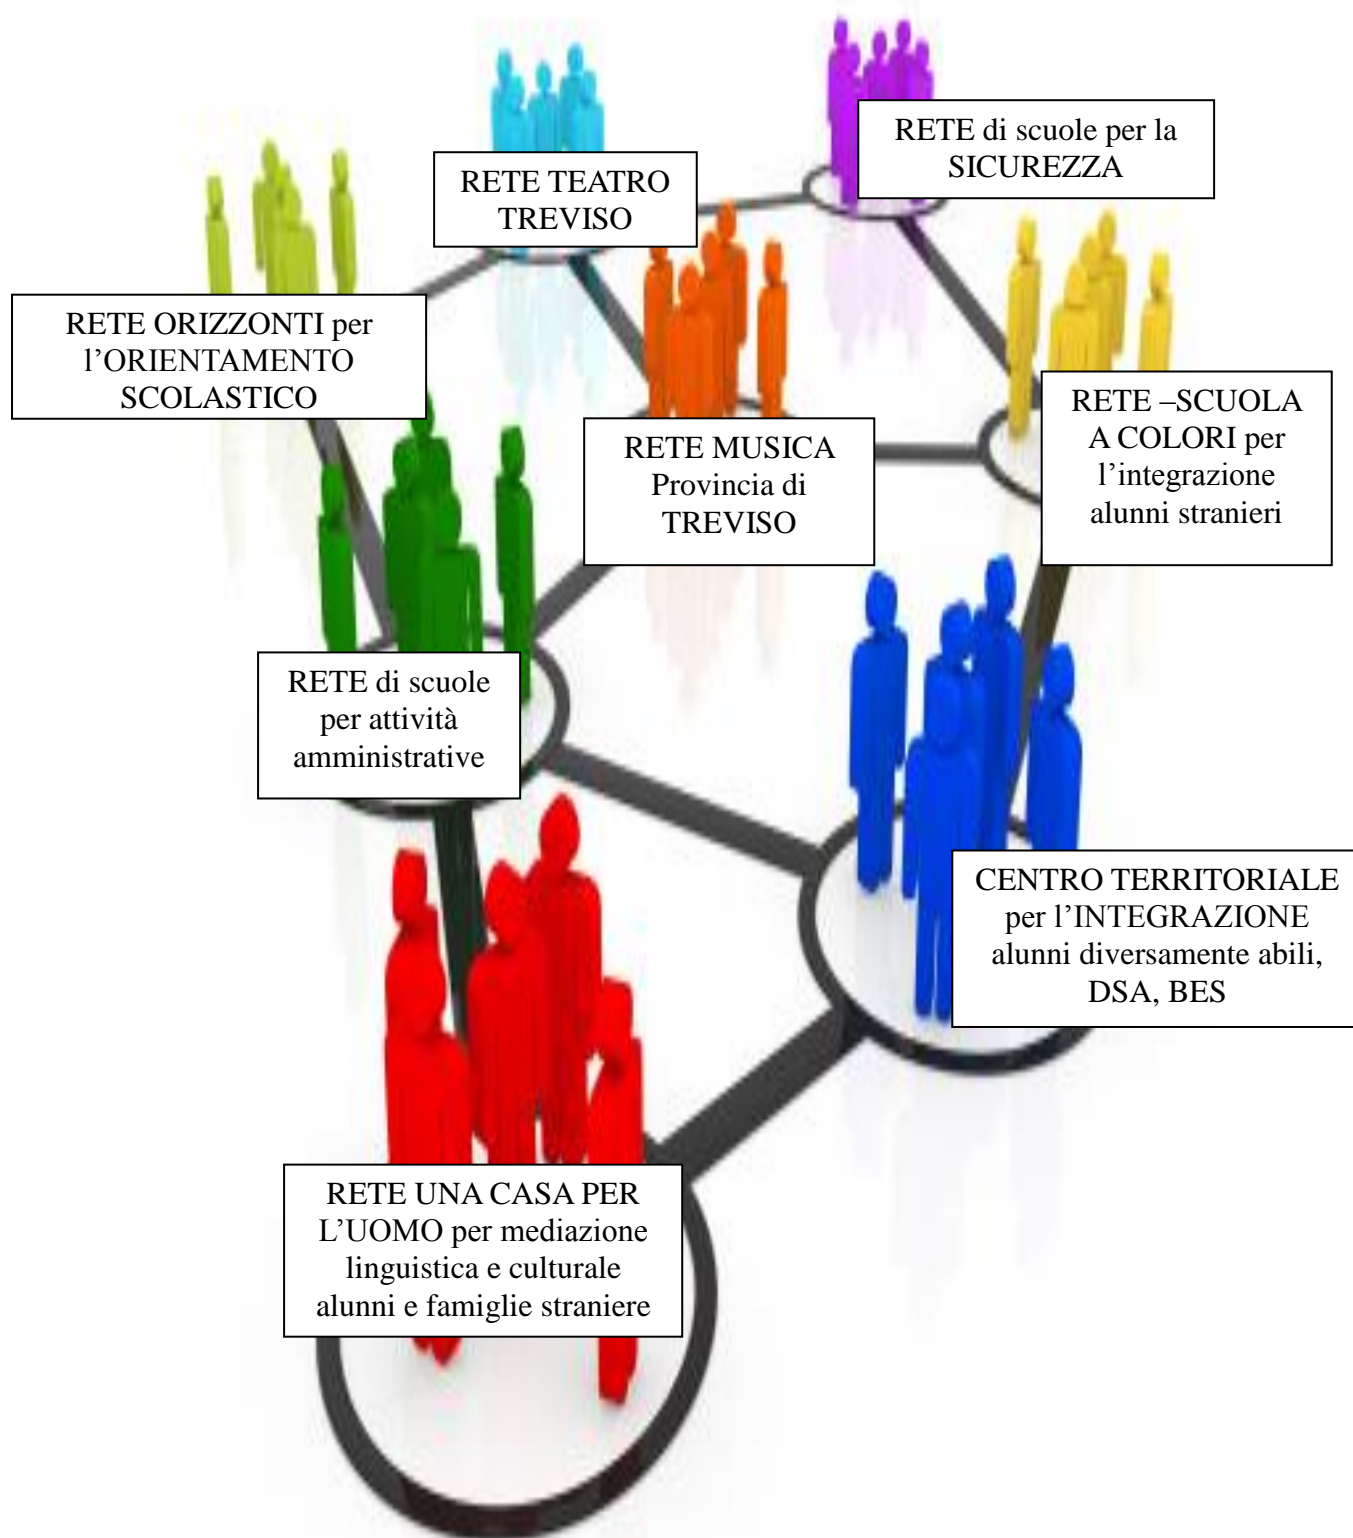 RETE di scuole per la
SICUREZZA
RETE TEATRO
TREVISO
RETE ORIZZONTI per
l’ORIENTAMENTO
SCOLASTICO
RETE –SCUOLA
A COLORI per
l’integrazione
alunni stranieri
RETE MUSICA
Provincia di
TREVISO
RETE di scuole
per attività
amministrative
CENTRO TERRITORIALE
per l’INTEGRAZIONE
alunni diversamente abili,
DSA, BES
RETE UNA CASA PER
L’UOMO per mediazione
linguistica e culturale
alunni e famiglie straniere